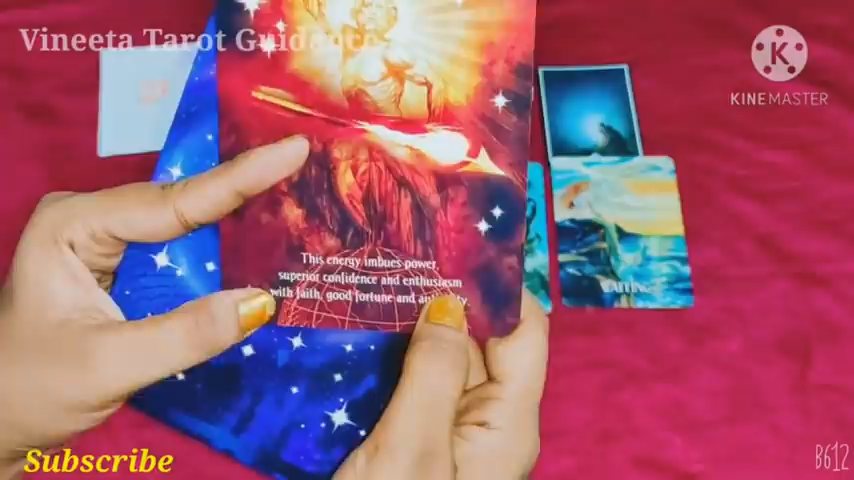 Vineeta Tarot Guidance
K
KINEMASTER
This energy imbues power,
superior confidence and enthusiasm
with faith, good fortune and
Subscribe
B612